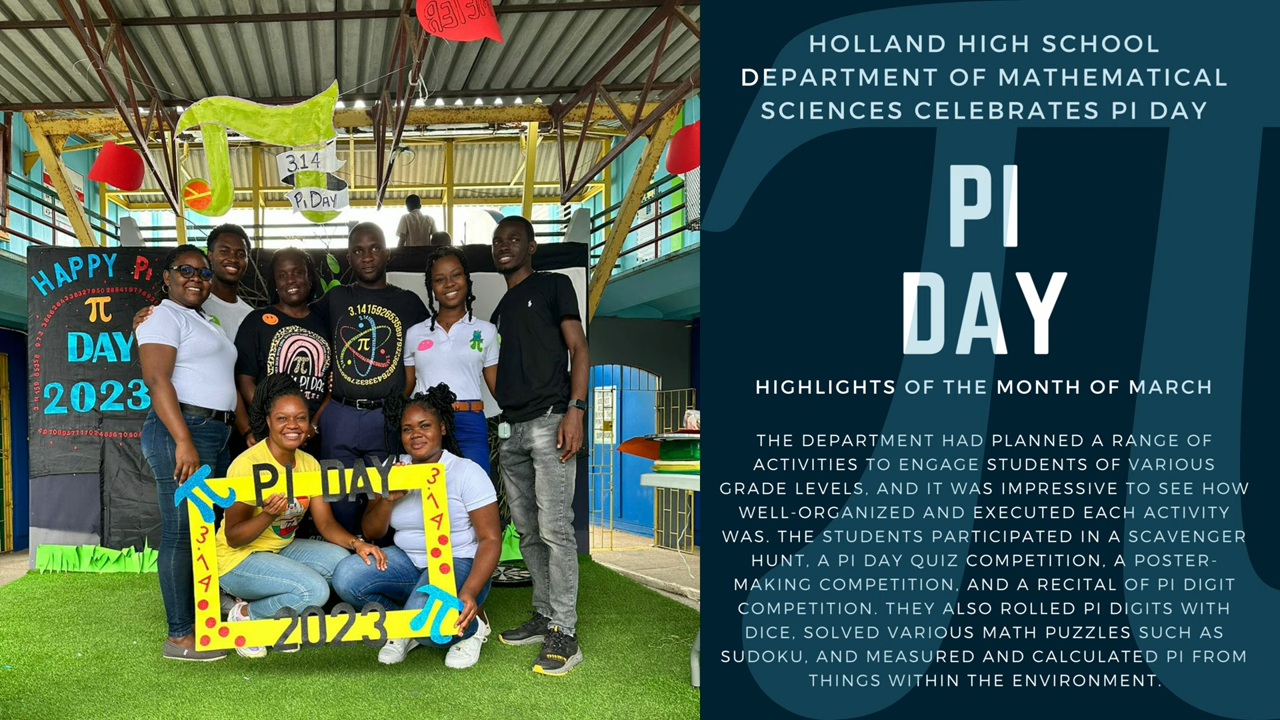 3.14
Pi DAY
HAPPY Pi
π
DAY
2023
3.14159265358
π
PI DAY
3.14
3.14
2023
HOLLAND HIGH SCHOOL
DEPARTMENT OF MATHEMATICAL
SCIENCES CELEBRATES PI DAY
PI
DAY
HIGHLIGHTS OF THE MONTH OF MARCH
THE DEPARTMENT HAD PLANNED A RANGE OF
ACTIVITIES TO ENGAGE STUDENTS OF VARIOUS
GRADE LEVELS, AND IT WAS IMPRESSIVE TO SEE HOW
WELL-ORGANIZED AND EXECUTED EACH ACTIVITY
WAS. THE STUDENTS PARTICIPATED IN A SCAVENGER
HUNT, A PI DAY QUIZ COMPETITION, A POSTER-
MAKING COMPETITION, AND A RECITAL OF PI DIGIT
COMPETITION. THEY ALSO ROLLED PI DIGITS WITH
DICE, SOLVED VARIOUS MATH PUZZLES SUCH AS
SUDOKU, AND MEASURED AND CALCULATED PI FROM
THINGS WITHIN THE ENVIRONMENT.